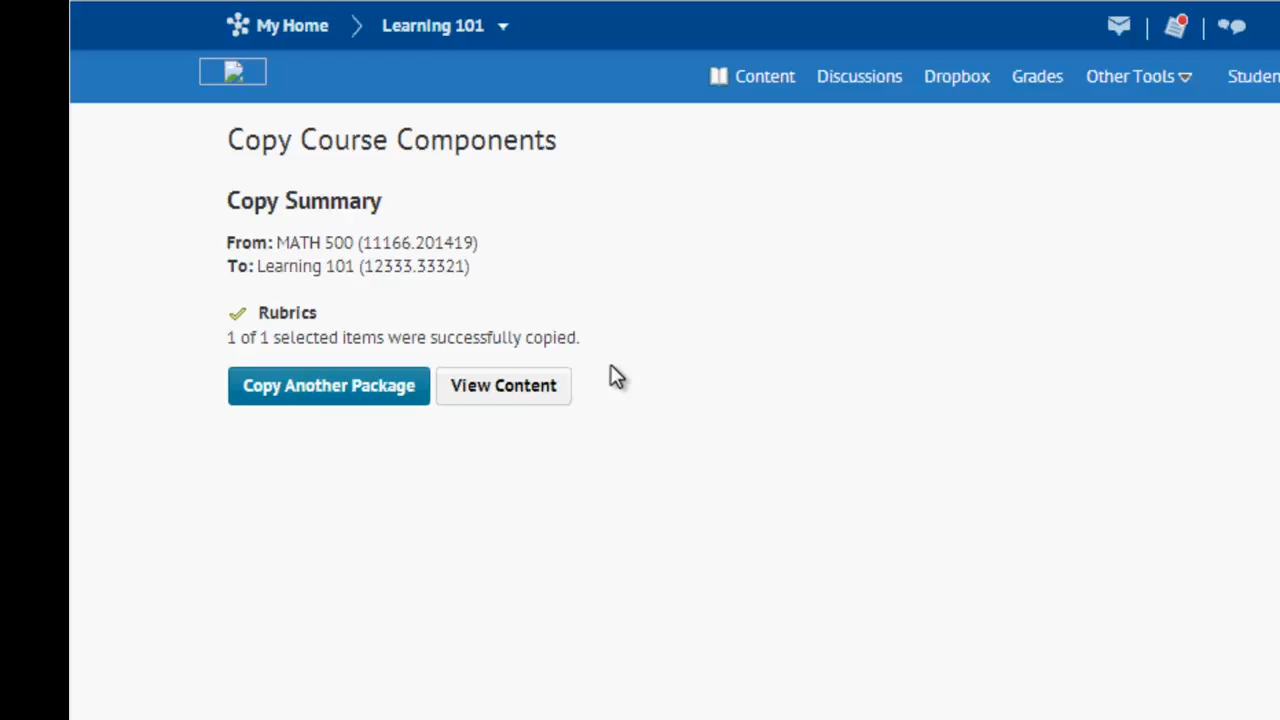 My Home Learning 101
Content Discussions Dropbox Grades Other Tools Studen
Copy Course Components
Copy Summary
From: MATH 500 (11166.201419)
To: Learning 101 (12333.33321)
Rubrics
1 of 1 selected items were successfully copied.
Copy Another Package View Content